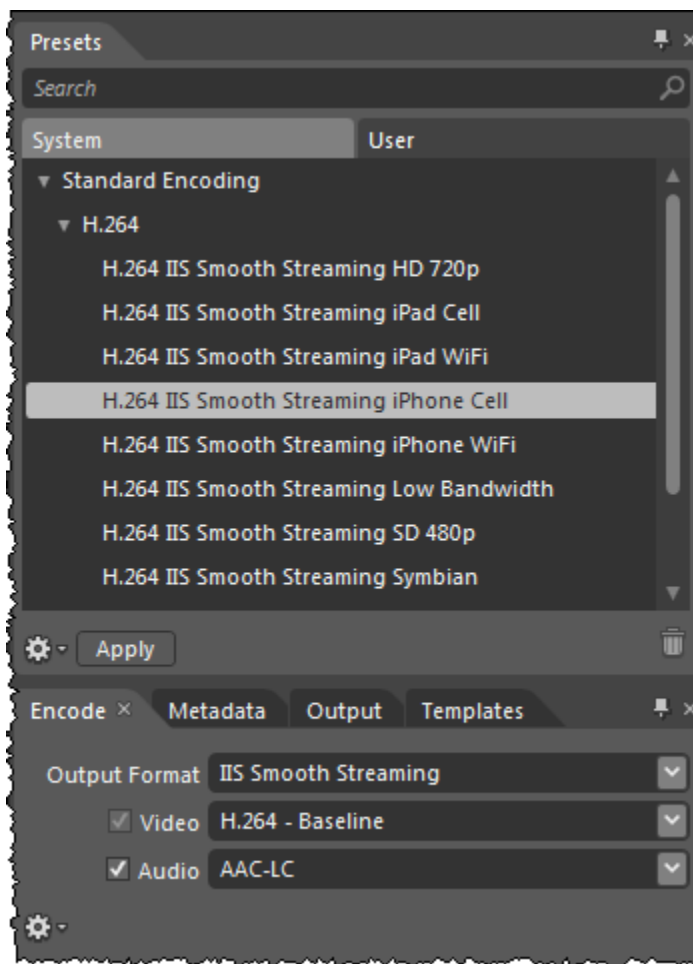 Presets
Search
System User
Standard Encoding
H.264
H.264 IIS Smooth Streaming HD 720p
H.264 IIS Smooth Streaming iPad Cell
H.264 IIS Smooth Streaming iPad WiFi
H.264 IIS Smooth Streaming iPhone Cell
H.264 IIS Smooth Streaming iPhone WiFi
H.264 IIS Smooth Streaming Low Bandwidth
H.264 IIS Smooth Streaming SD 480p
H.264 IIS Smooth Streaming Symbian
Apply
Encode Metadata Output Templates
Output Format IIS Smooth Streaming
Video H.264 - Baseline
Audio AAC-LC